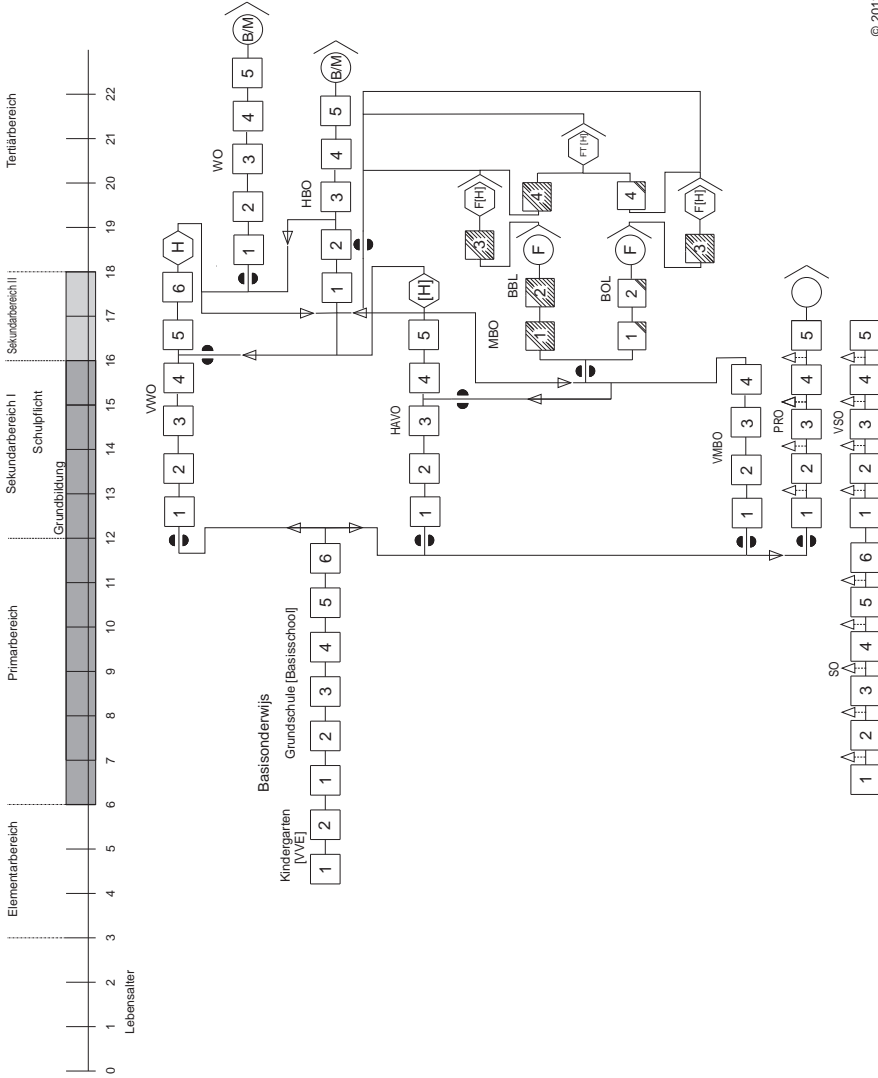 Elementarbereich
Primarbereich
Sekundarbereich I
Sekundarbereich II
Tertiärbereich
Schulpflicht
Grundbildung
0 1 2 3 4 5 6 7 8 9 10 11 12 13 14 15 16 17 18 19 20 21 22
Lebensalter
VWO
1 2 3 4 5 6 H
WO
1 2 3 4 5 B/M
Basisonderwijs
Kindergarten
[VVE]
Grundschule [Basisschool]
1 2 1 2 3 4 5 6
HBO
1 2 3 4 5 B/M
HAVO
1 2 3 4 5 [H]
3 F[H]
MBO
BBL
1 2 F 4
FT [H]
BOL
1 2 F 4
3 F[H]
VMBO
1 2 3 4
PRO
1 2 3 4 5
SO
VSO
1 2 3 4 5 6 1 2 3 4 5
© 201